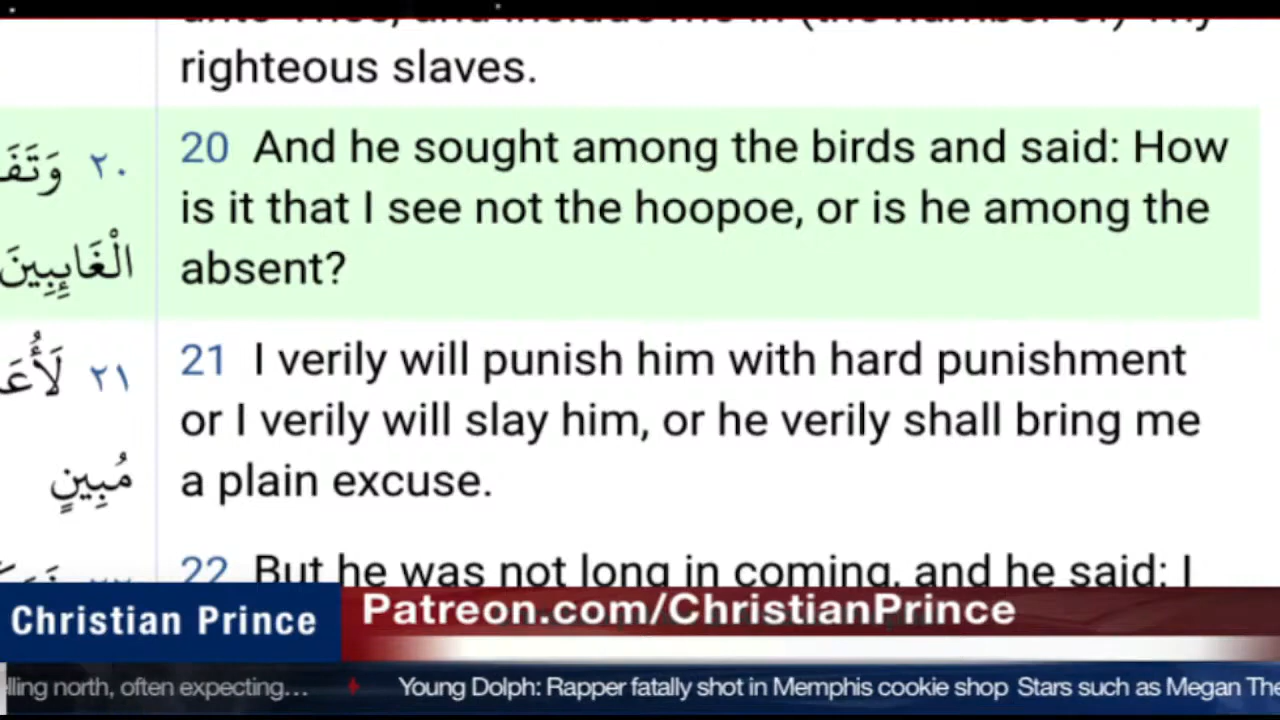 righteous slaves.
20 And he sought among the birds and said: How
is it that I see not the hoopoe, or is he among the
absent?
٢٠
الْغَائِبِينَ
21 I verily will punish him with hard punishment
or I verily will slay him, or he verily shall bring me
a plain excuse.
٢١
مُبِينٍ
22 But he was not long in coming, and he said: I
Christian Prince
Patreon.com/ChristianPrince
lling north, often expecting... Young Dolph: Rapper fatally shot in Memphis cookie shop Stars such as Megan The